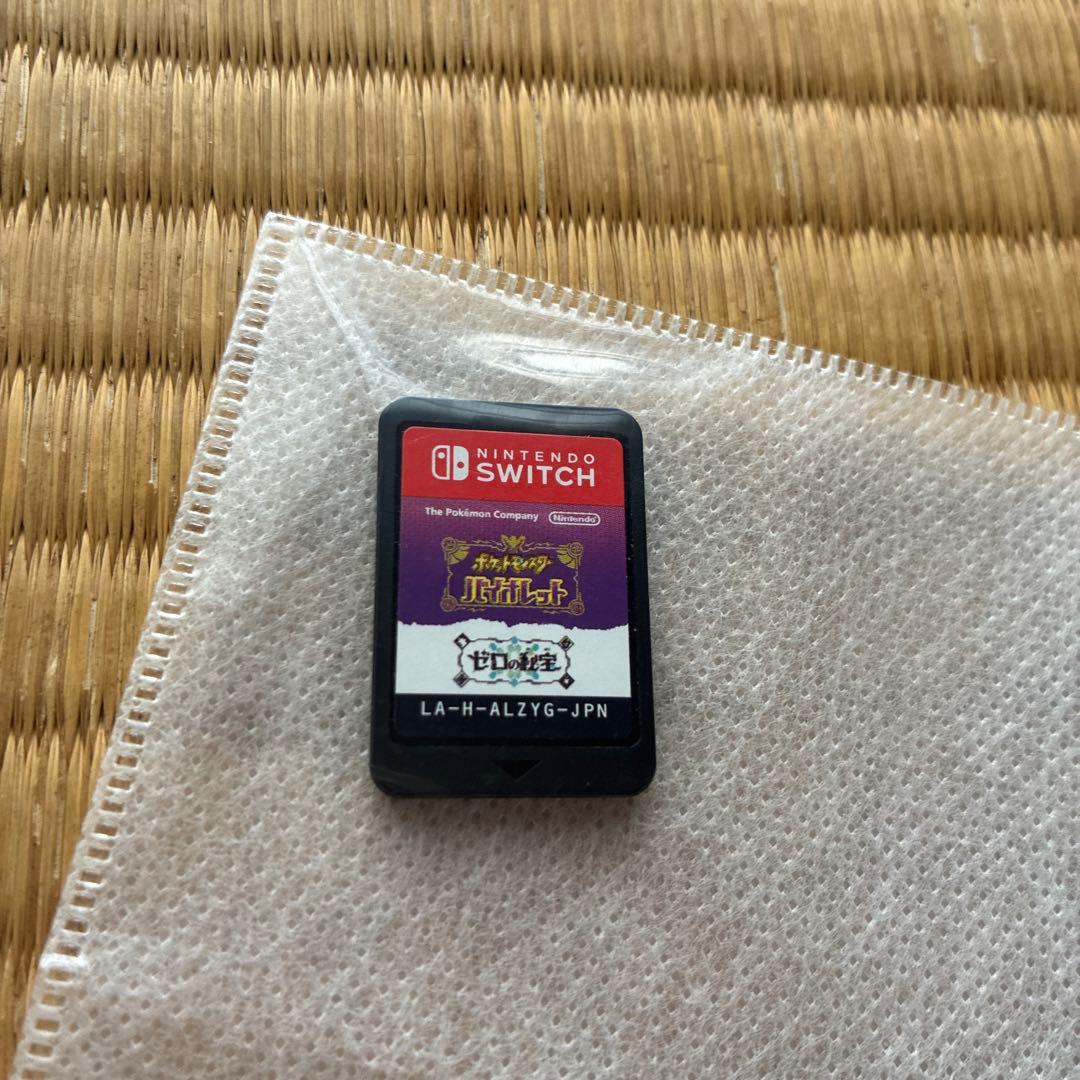 NINTENDO
SWITCH
The Pokémon Company Nintendo
ポケットモンスター
バイオレット
ゼロの秘宝
LA-H-ALZYG-JPN